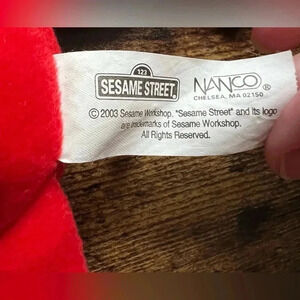 123
SESAME STREET®
NANCO®
CHELSEA, MA 02150
© 2003 Sesame Workshop. "Sesame Street" and its logo
are trademarks of Sesame Workshop.
All Rights Reserved.